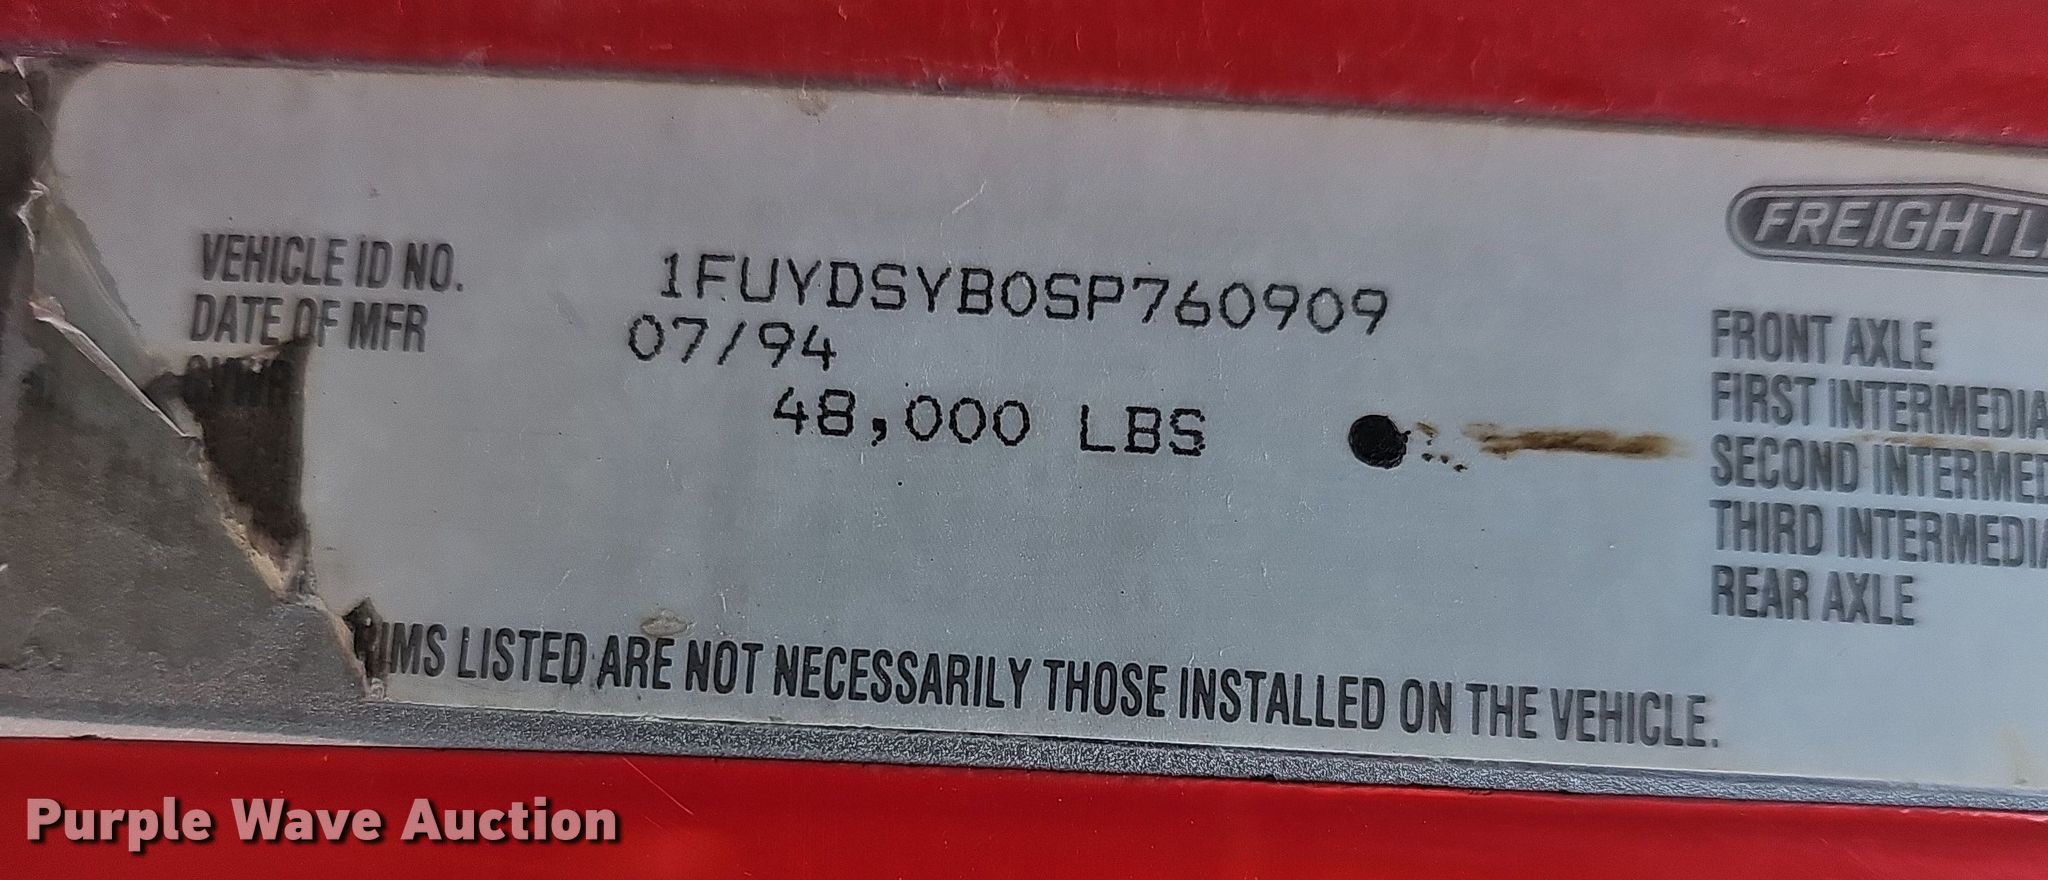 VEHICLE ID NO. 1FUYDSYB0SP760909
DATE OF MFR 07/94
48,000 LBS
FREIGHTL
FRONT AXLE
FIRST INTERMEDIA
SECOND INTERMED
THIRD INTERMEDIA
REAR AXLE
RIMS LISTED ARE NOT NECESSARILY THOSE INSTALLED ON THE VEHICLE.
Purple Wave Auction